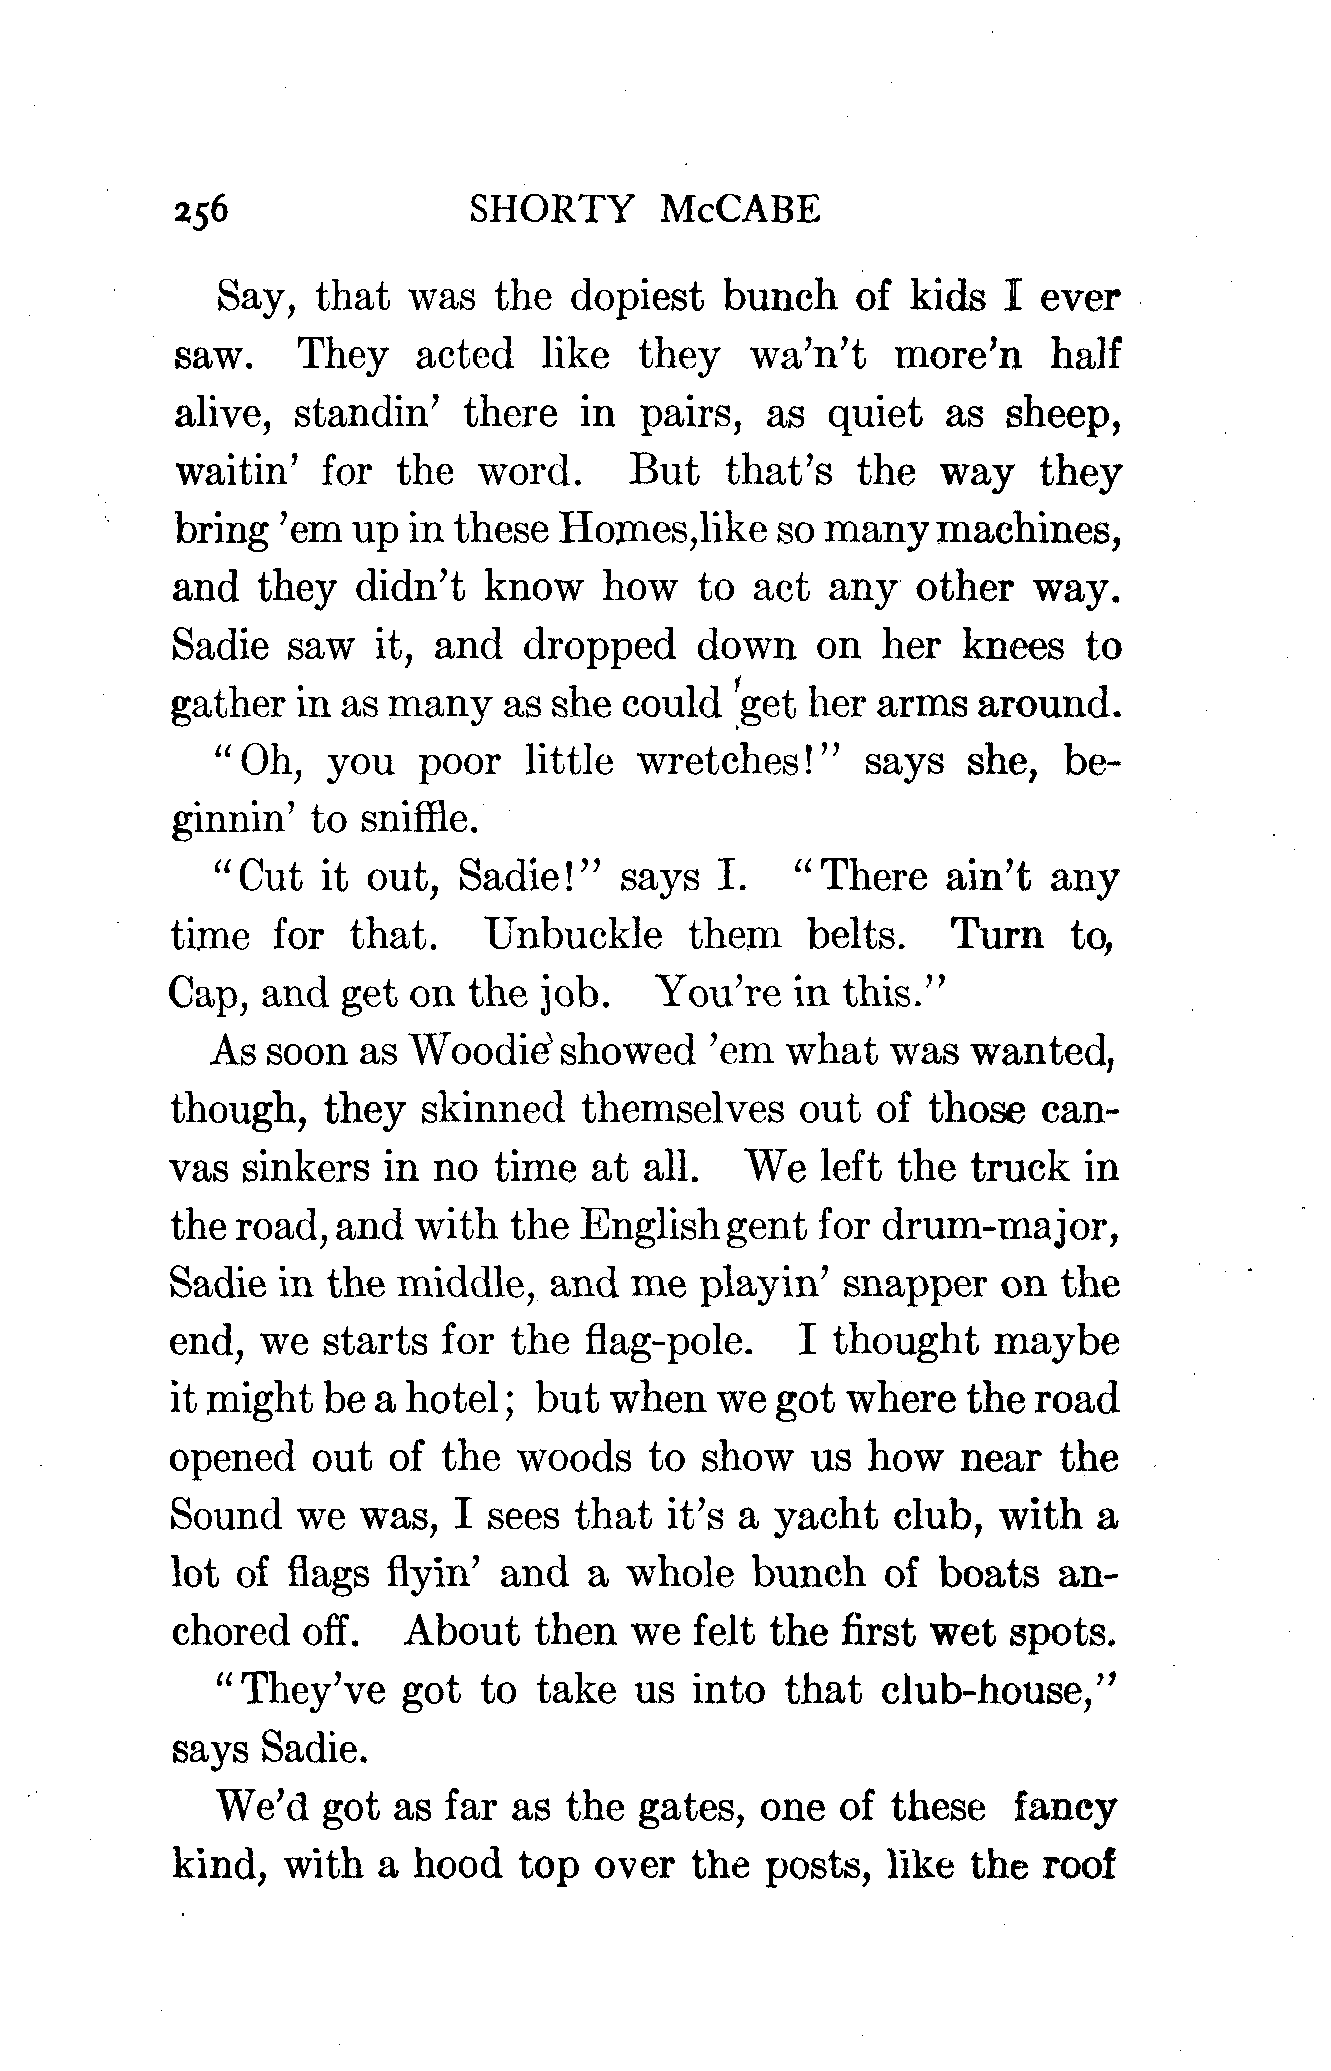 256 SHORTY McCABE
Say, that was the dopiest bunch of kids I ever
saw. They acted like they wa'n't more'n half
alive, standin' there in pairs, as quiet as sheep,
waitin' for the word. But that's the way they
bring 'em up in these Homes, like so many machines,
and they didn't know how to act any other way.
Sadie saw it, and dropped down on her knees to
gather in as many as she could get her arms around.
"Oh, you poor little wretches!" says she, be-
ginnin' to sniffle.
"Cut it out, Sadie!" says I. "There ain't any
time for that. Unbuckle them belts. Turn to,
Cap, and get on the job. You're in this."
As soon as Woodie showed 'em what was wanted,
though, they skinned themselves out of those can-
vas sinkers in no time at all. We left the truck in
the road, and with the English gent for drum-major,
Sadie in the middle, and me playin' snapper on the
end, we starts for the flag-pole. I thought maybe
it might be a hotel; but when we got where the road
opened out of the woods to show us how near the
Sound we was, I sees that it's a yacht club, with a
lot of flags flyin' and a whole bunch of boats an-
chored off. About then we felt the first wet spots.
"They've got to take us into that club-house,"
says Sadie.
We'd got as far as the gates, one of these fancy
kind, with a hood top over the posts, like the roof